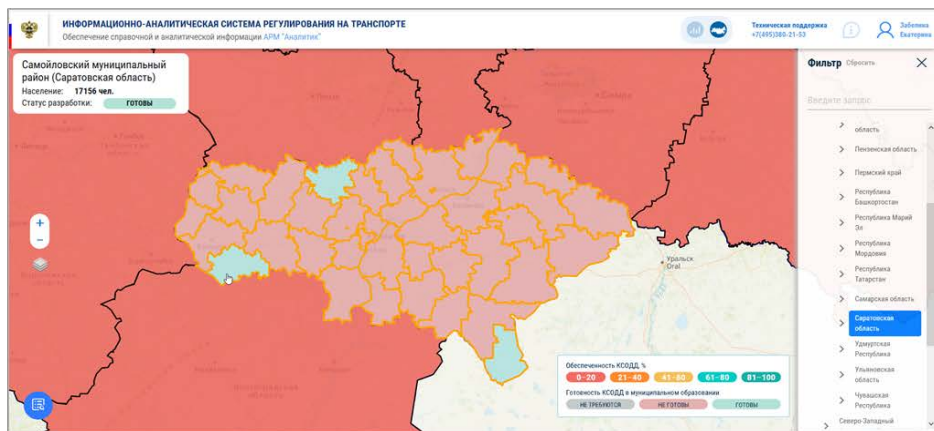 ИНФОРМАЦИОННО-АНАЛИТИЧЕСКАЯ СИСТЕМА РЕГУЛИРОВАНИЯ НА ТРАНСПОРТЕ
Обеспечение справочной и аналитической информации АРМ "Аналитик"
Техническая поддержка
+7(495)380-21-53
Забелина
Екатерина
Самойловский муниципальный
район (Саратовская область)
Население: 17156 чел.
Статус разработки: ГОТОВЫ
Фильтр Сбросить
Введите запрос
область
Пензенская область
Пермский край
Республика
Башкортостан
Республика Марий
Эл
Республика
Мордовия
Республика
Татарстан
Самарская область
Саратовская
область
Удмуртская
Республика
Ульяновская
область
Чувашская
Республика
Северо-Западный
+
−
Уральск
Oral
Обеспеченность КСОДД, %
0-20 21-40 41-60 61-80 81-100
Готовность КСОДД в муниципальном образовании
НЕ ТРЕБУЮТСЯ НЕ ГОТОВЫ ГОТОВЫ